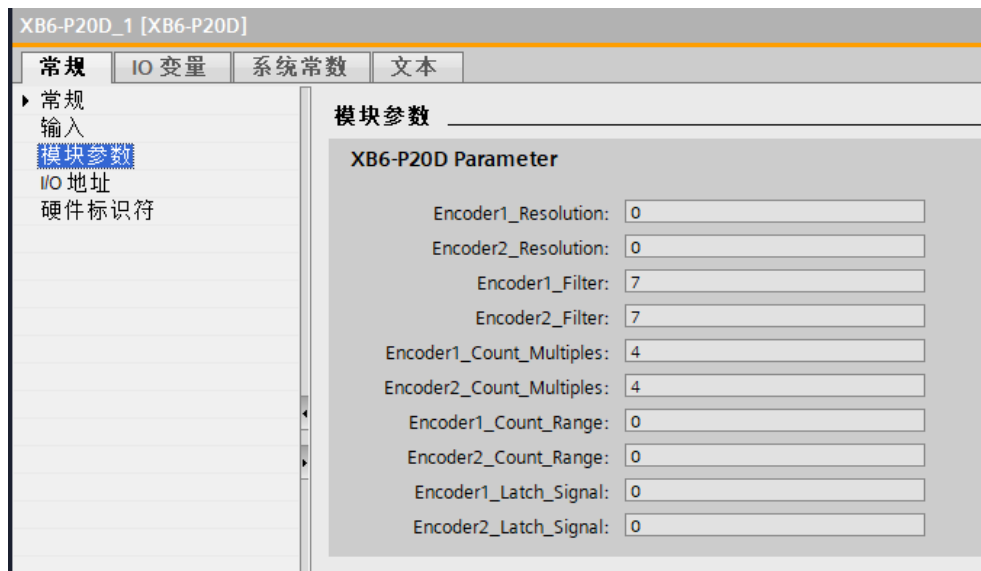 XB6-P20D_1 [XB6-P20D]
常规 IO 变量 系统常数 文本
常规
输入
模块参数
I/O 地址
硬件标识符
模块参数
XB6-P20D Parameter
Encoder1_Resolution: 0
Encoder2_Resolution: 0
Encoder1_Filter: 7
Encoder2_Filter: 7
Encoder1_Count_Multiples: 4
Encoder2_Count_Multiples: 4
Encoder1_Count_Range: 0
Encoder2_Count_Range: 0
Encoder1_Latch_Signal: 0
Encoder2_Latch_Signal: 0